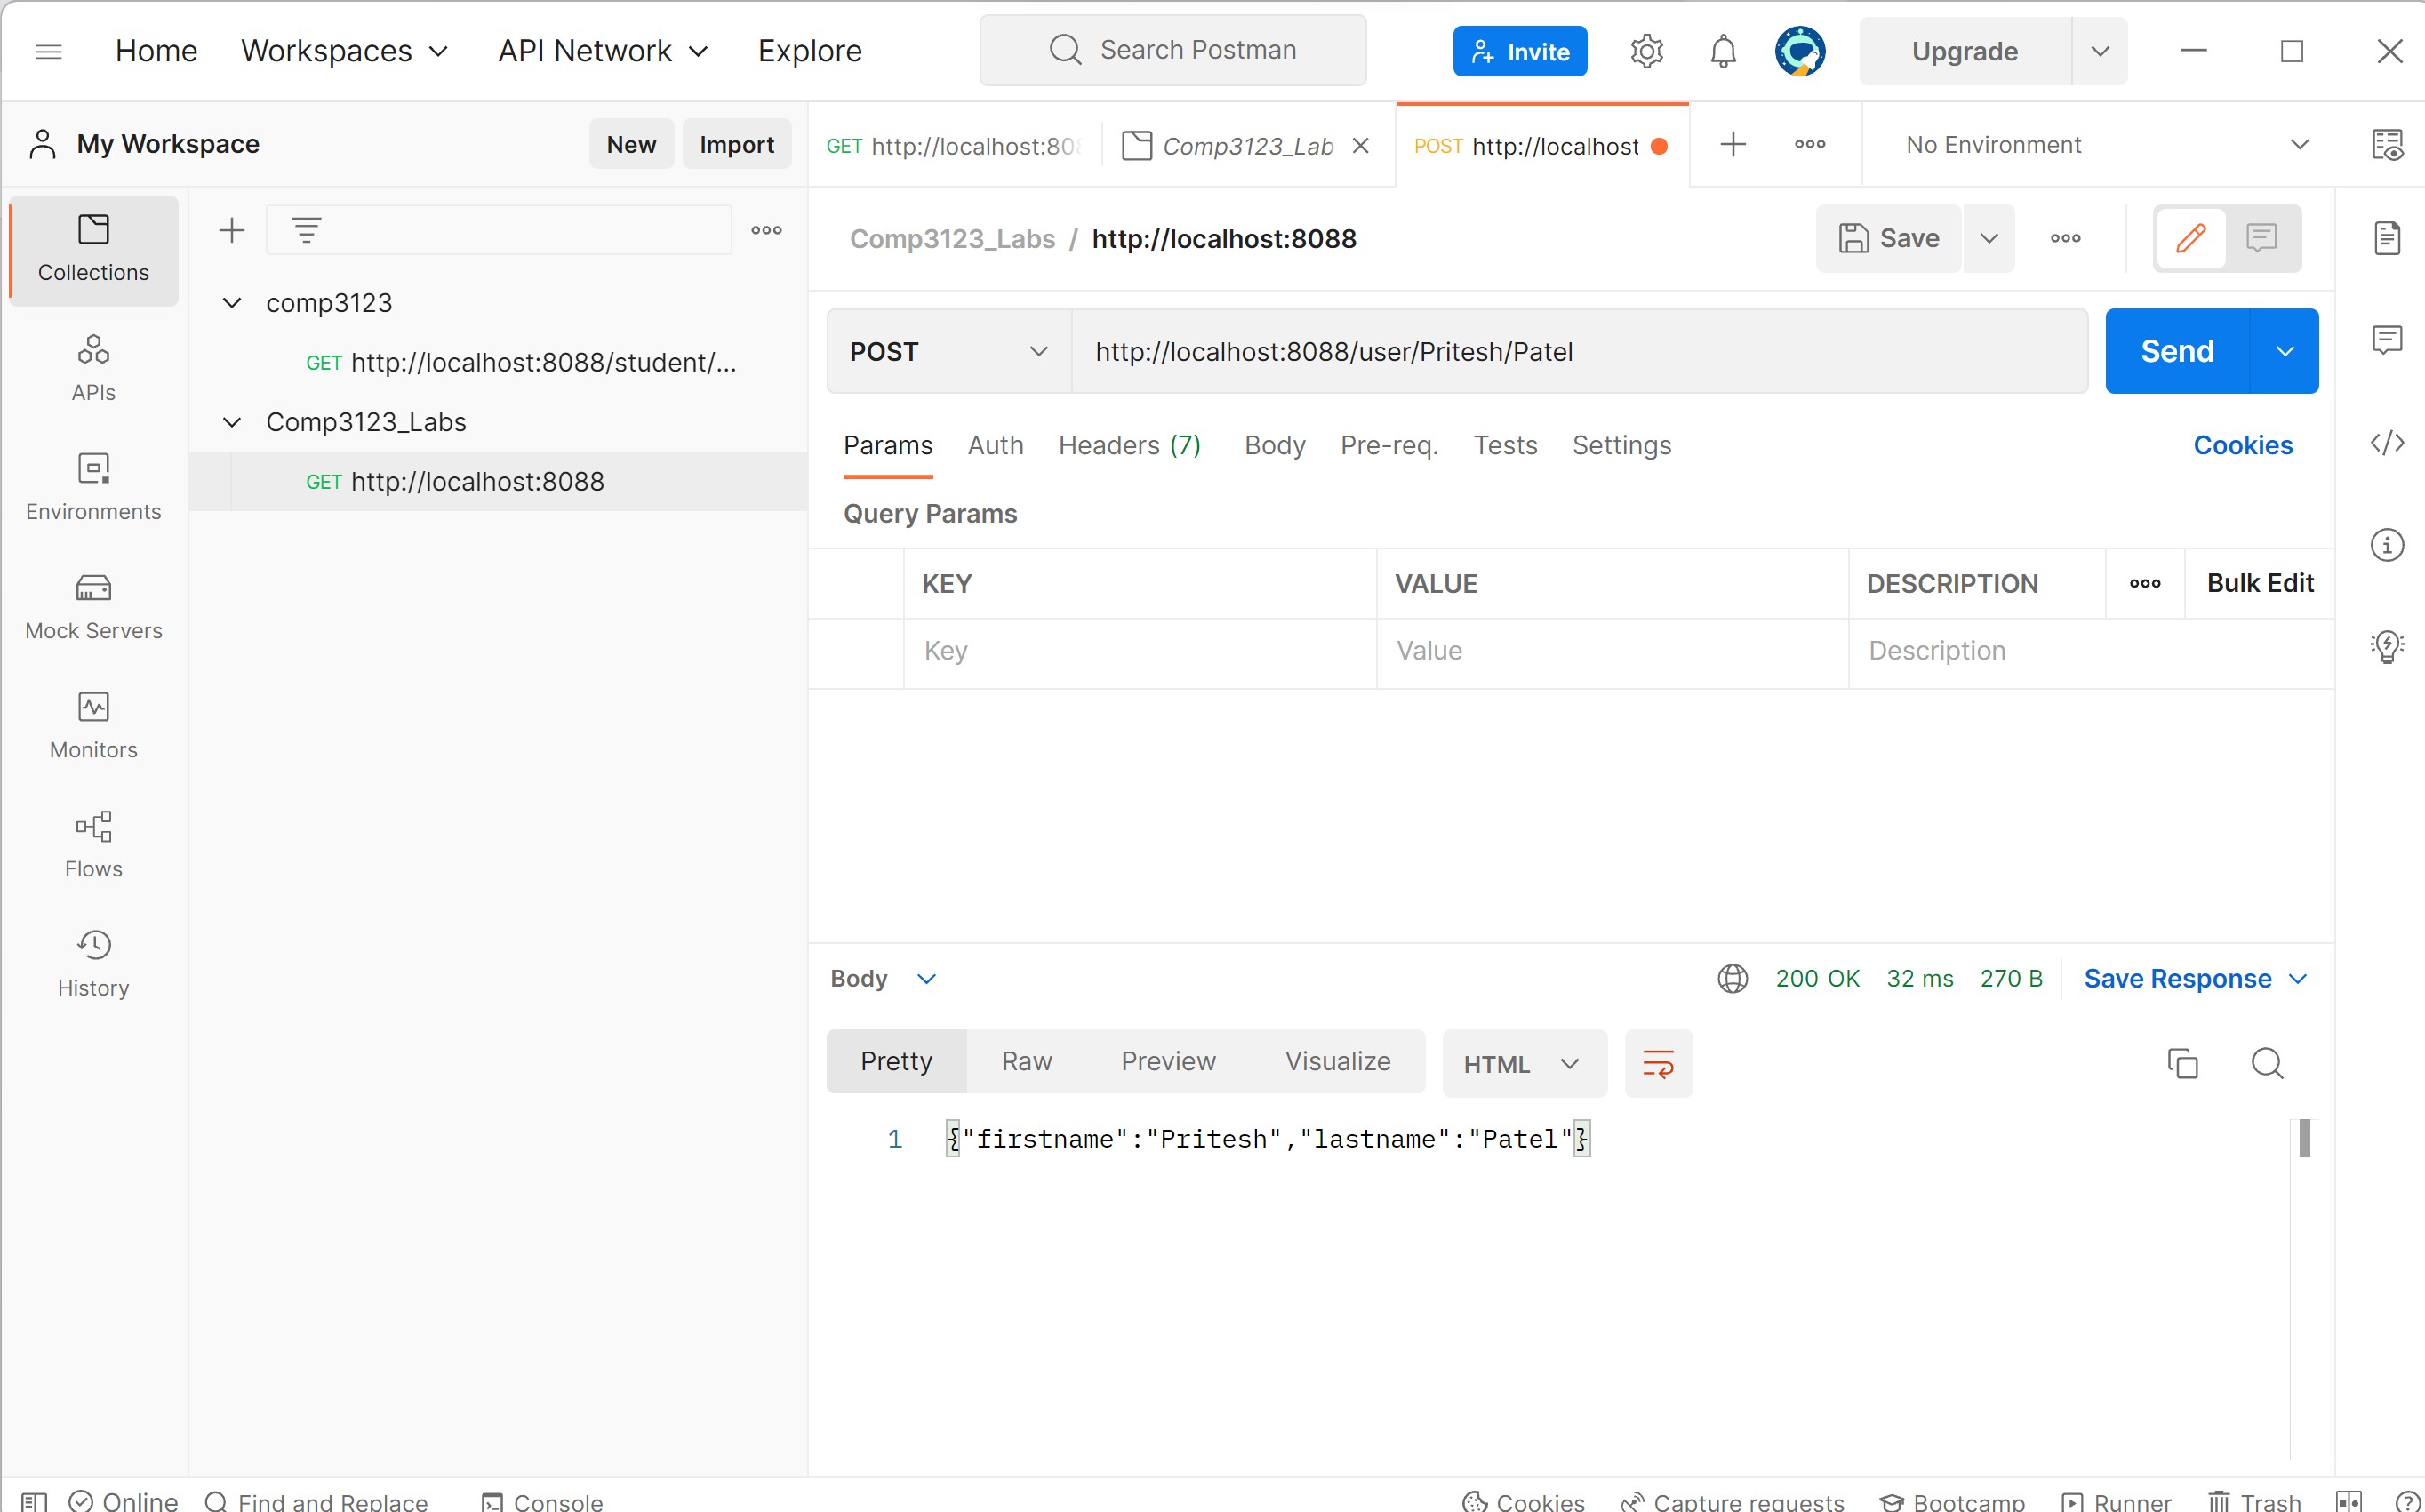 Home Workspaces API Network Explore Search Postman Invite Upgrade
My Workspace New Import GET http://localhost:80 Comp3123_Lab POST http://localhost No Environment
Collections
APIs
Environments
Mock Servers
Monitors
Flows
History
comp3123
GET http://localhost:8088/student/...
Comp3123_Labs
GET http://localhost:8088
Comp3123_Labs / http://localhost:8088 Save
POST http://localhost:8088/user/Pritesh/Patel Send
Params Auth Headers (7) Body Pre-req. Tests Settings Cookies
Query Params
KEY VALUE DESCRIPTION ooo Bulk Edit
Key Value Description
Body 200 OK 32 ms 270 B Save Response
Pretty Raw Preview Visualize HTML
1 {"firstname":"Pritesh","lastname":"Patel"}
Online Find and Replace Console Cookies Capture requests Bootcamp Runner Trash